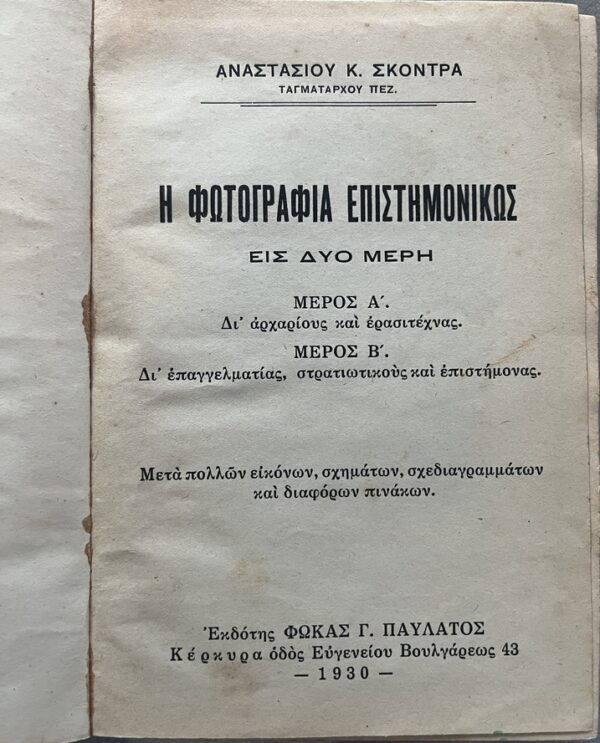 ΑΝΑΣΤΑΣΙΟΥ Κ. ΣΚΟΝΤΡΑ
ΤΑΓΜΑΤΑΡΧΟΥ ΠΕΖ.
Η ΦΩΤΟΓΡΑΦΙΑ ΕΠΙΣΤΗΜΟΝΙΚΩΣ
ΕΙΣ ΔΥΟ ΜΕΡΗ
ΜΕΡΟΣ Α΄.
Δι' ἀρχαρίους καὶ ἐρασιτέχνας.
ΜΕΡΟΣ Β΄.
Δι' ἐπαγγελματίας, στρατιωτικοὺς καὶ ἐπιστήμονας.
Μετὰ πολλῶν εἰκόνων, σχημάτων, σχεδιαγραμμάτων
καὶ διαφόρων πινάκων.
Ἐκδότης ΦΩΚΑΣ Γ. ΠΑΥΛΑΤΟΣ
Κέρκυρα ὁδὸς Εὐγενείου Βουλγάρεως 43
— 1930 —